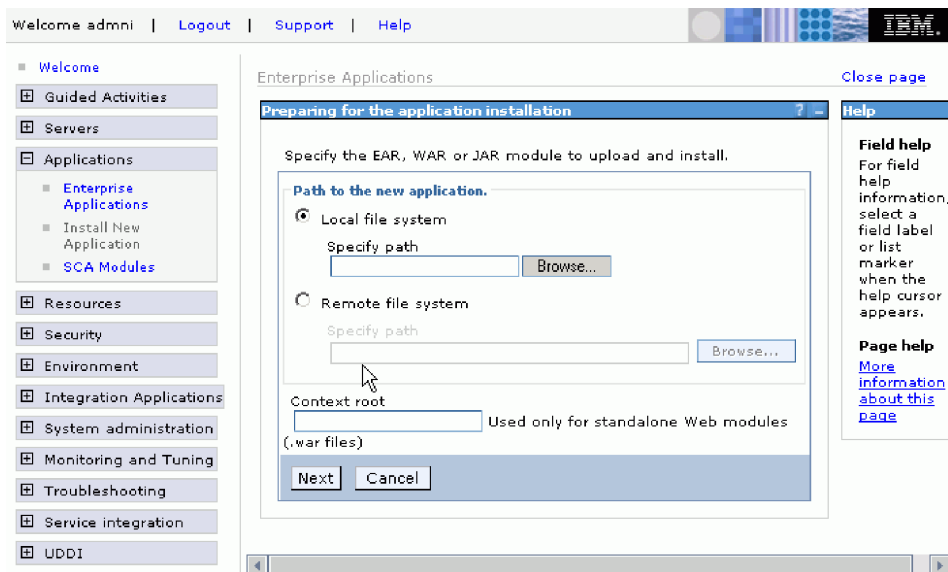 Welcome admni | Logout | Support | Help
IBM.
Welcome
Guided Activities
Servers
Applications
Enterprise
Applications
Install New
Application
SCA Modules
Resources
Security
Environment
Integration Applications
System administration
Monitoring and Tuning
Troubleshooting
Service integration
UDDI
Enterprise Applications
Close page
Preparing for the application installation ? –
Specify the EAR, WAR or JAR module to upload and install.
Path to the new application.
Local file system
Specify path
Browse...
Remote file system
Specify path
Browse...
Context root
Used only for standalone Web modules
(.war files)
Next Cancel
Help
Field help
For field
help
information,
select a
field label
or list
marker
when the
help cursor
appears.
Page help
More
information
about this
page